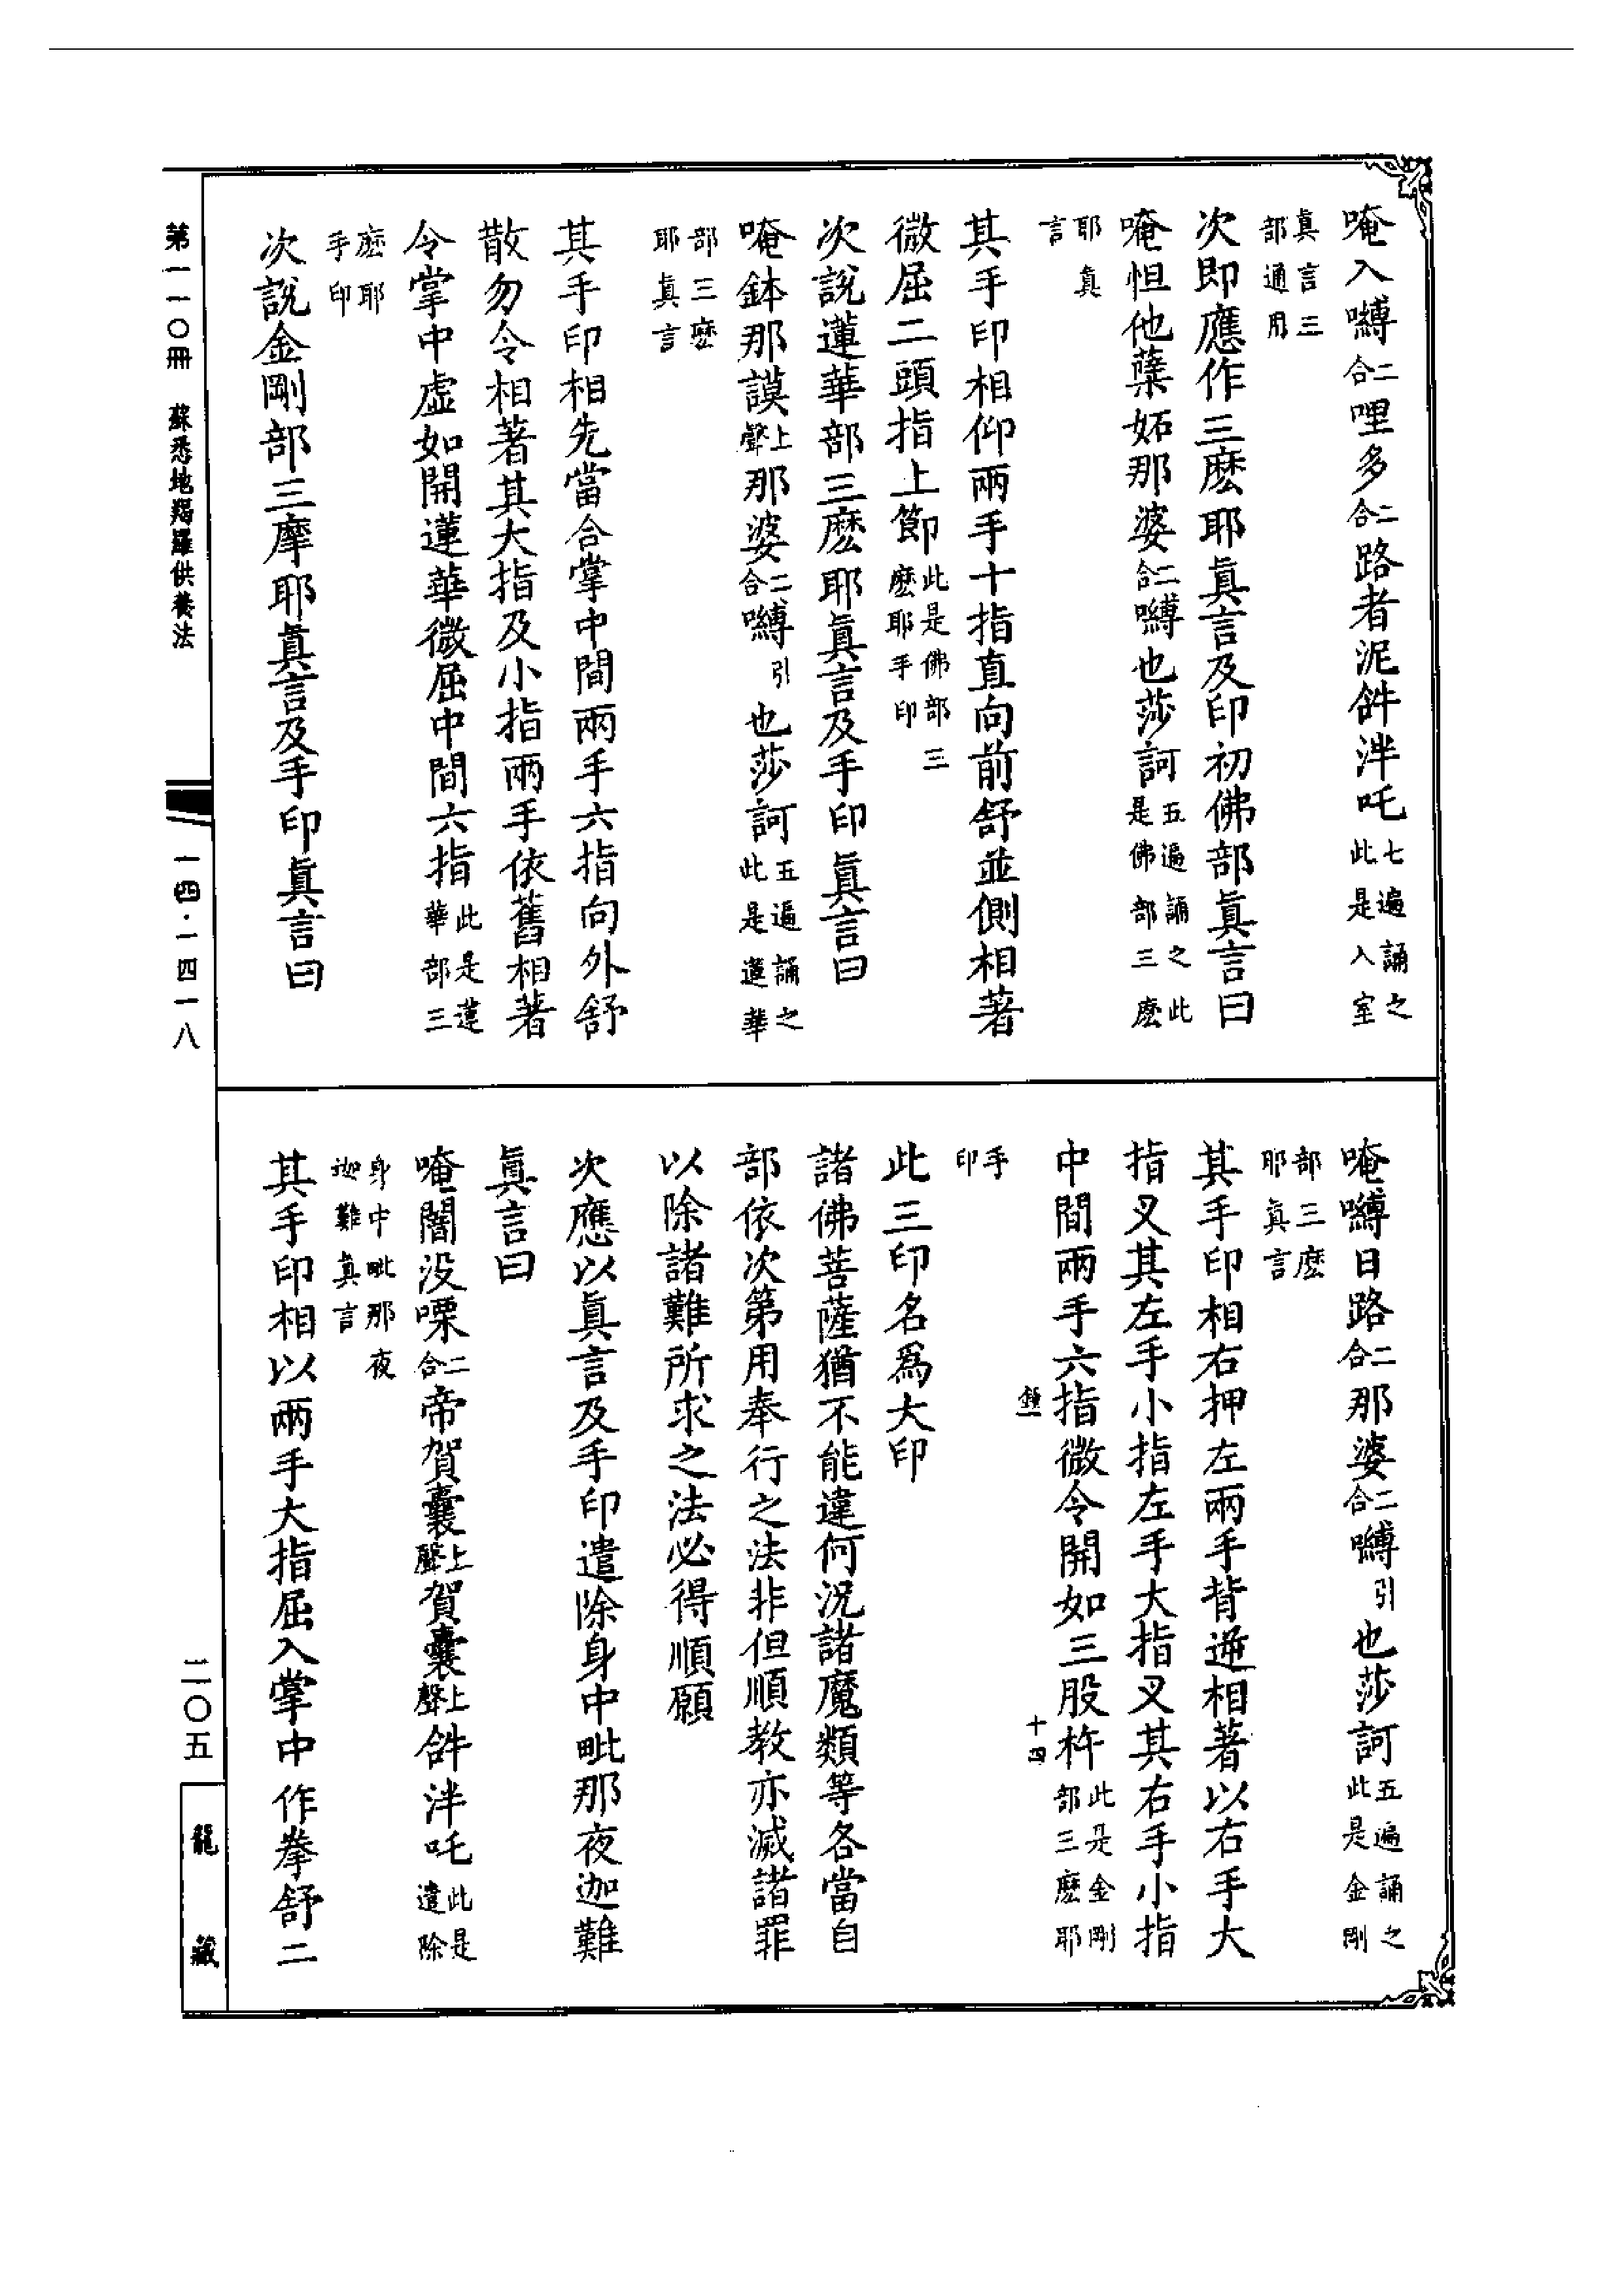 唵入嚩二合哩多二合路者泥㪵泮吒七遍誦之此是入室
真言三部通用
次即應作三麽耶眞言及印初佛部眞言曰
唵怛他蘖妬那婆二合嚩也莎訶五遍誦之此是佛部三麽
耶真言
其手印相仰兩手十指直向前舒並側相著
微屈二頭指上節此是佛部三麽耶手印
次說蓮華部三麽耶眞言及手印眞言曰
唵鉢那謨上聲那婆二合嚩引也莎訶五遍誦之此是蓮華
部三麽耶真言
其手印相先當合掌中間兩手六指向外舒
散勿令相著其大指及小指兩手依舊相著
令掌中虛如開蓮華微屈中間六指此是蓮華部三
麽耶手印
次說金剛部三摩耶眞言及手印眞言曰
唵嚩日路二合那婆二合嚩引也莎訶五遍誦之此是金剛
部三麽耶真言
其手印相右押左兩手背逆相著以右手大
指叉其左手小指左手大指叉其右手小指
中間兩手六指微令開如三股杵此是金剛部三麽耶
手印
此三印名爲大印
諸佛菩薩猶不能違何況諸魔類等各當自
部依次第用奉行之法非但順教亦滅諸罪
以除諸難所求之法必得順願
次應以眞言及手印遣除身中毗那夜迦難
眞言曰
唵闇没㗚二合帝賀囊上聲賀囊上聲㪵泮吒此是遣除
身中毗那夜迦難真言
其手印相以兩手大指屈入掌中作拳舒二
十四
第一一〇冊 蘇悉地羯羅供養法
一四·一四一八
二〇五
龍藏